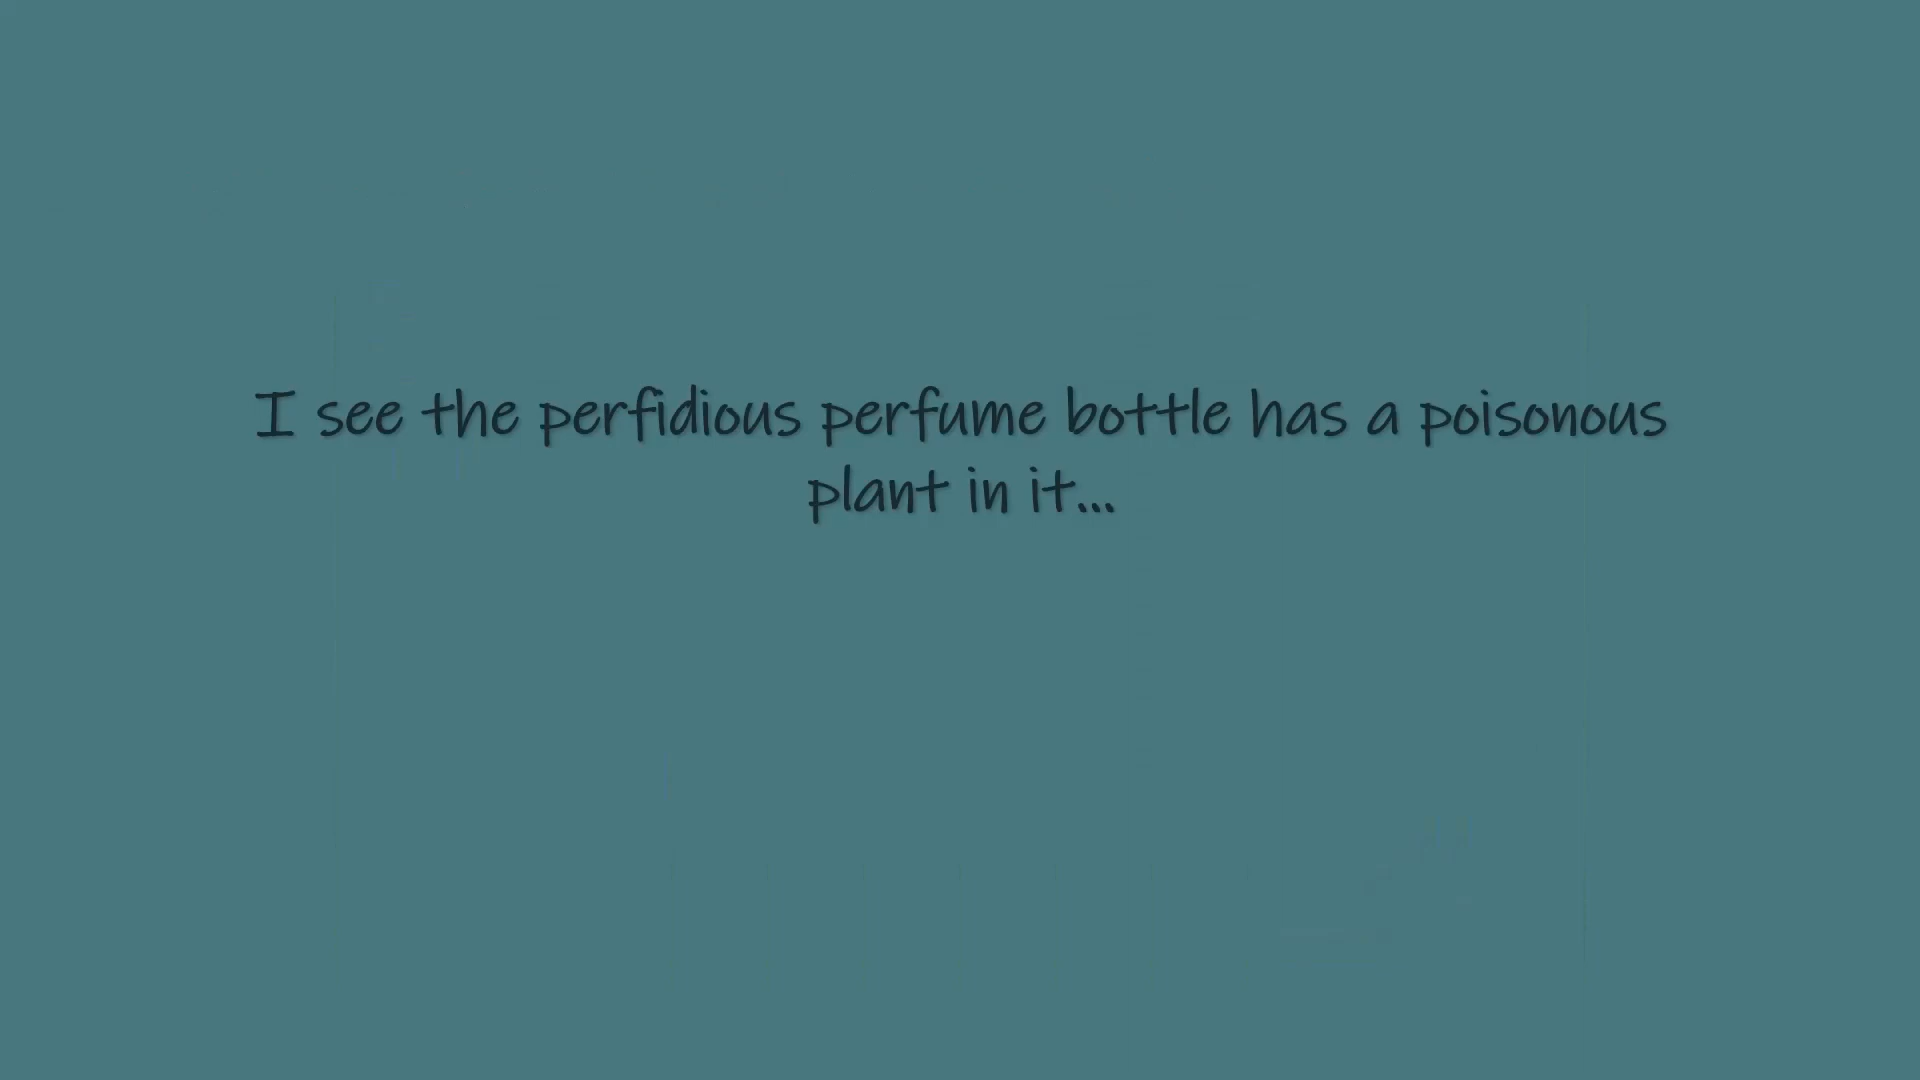 I see the perfidious perfume bottle has a poisonous
plant in it...